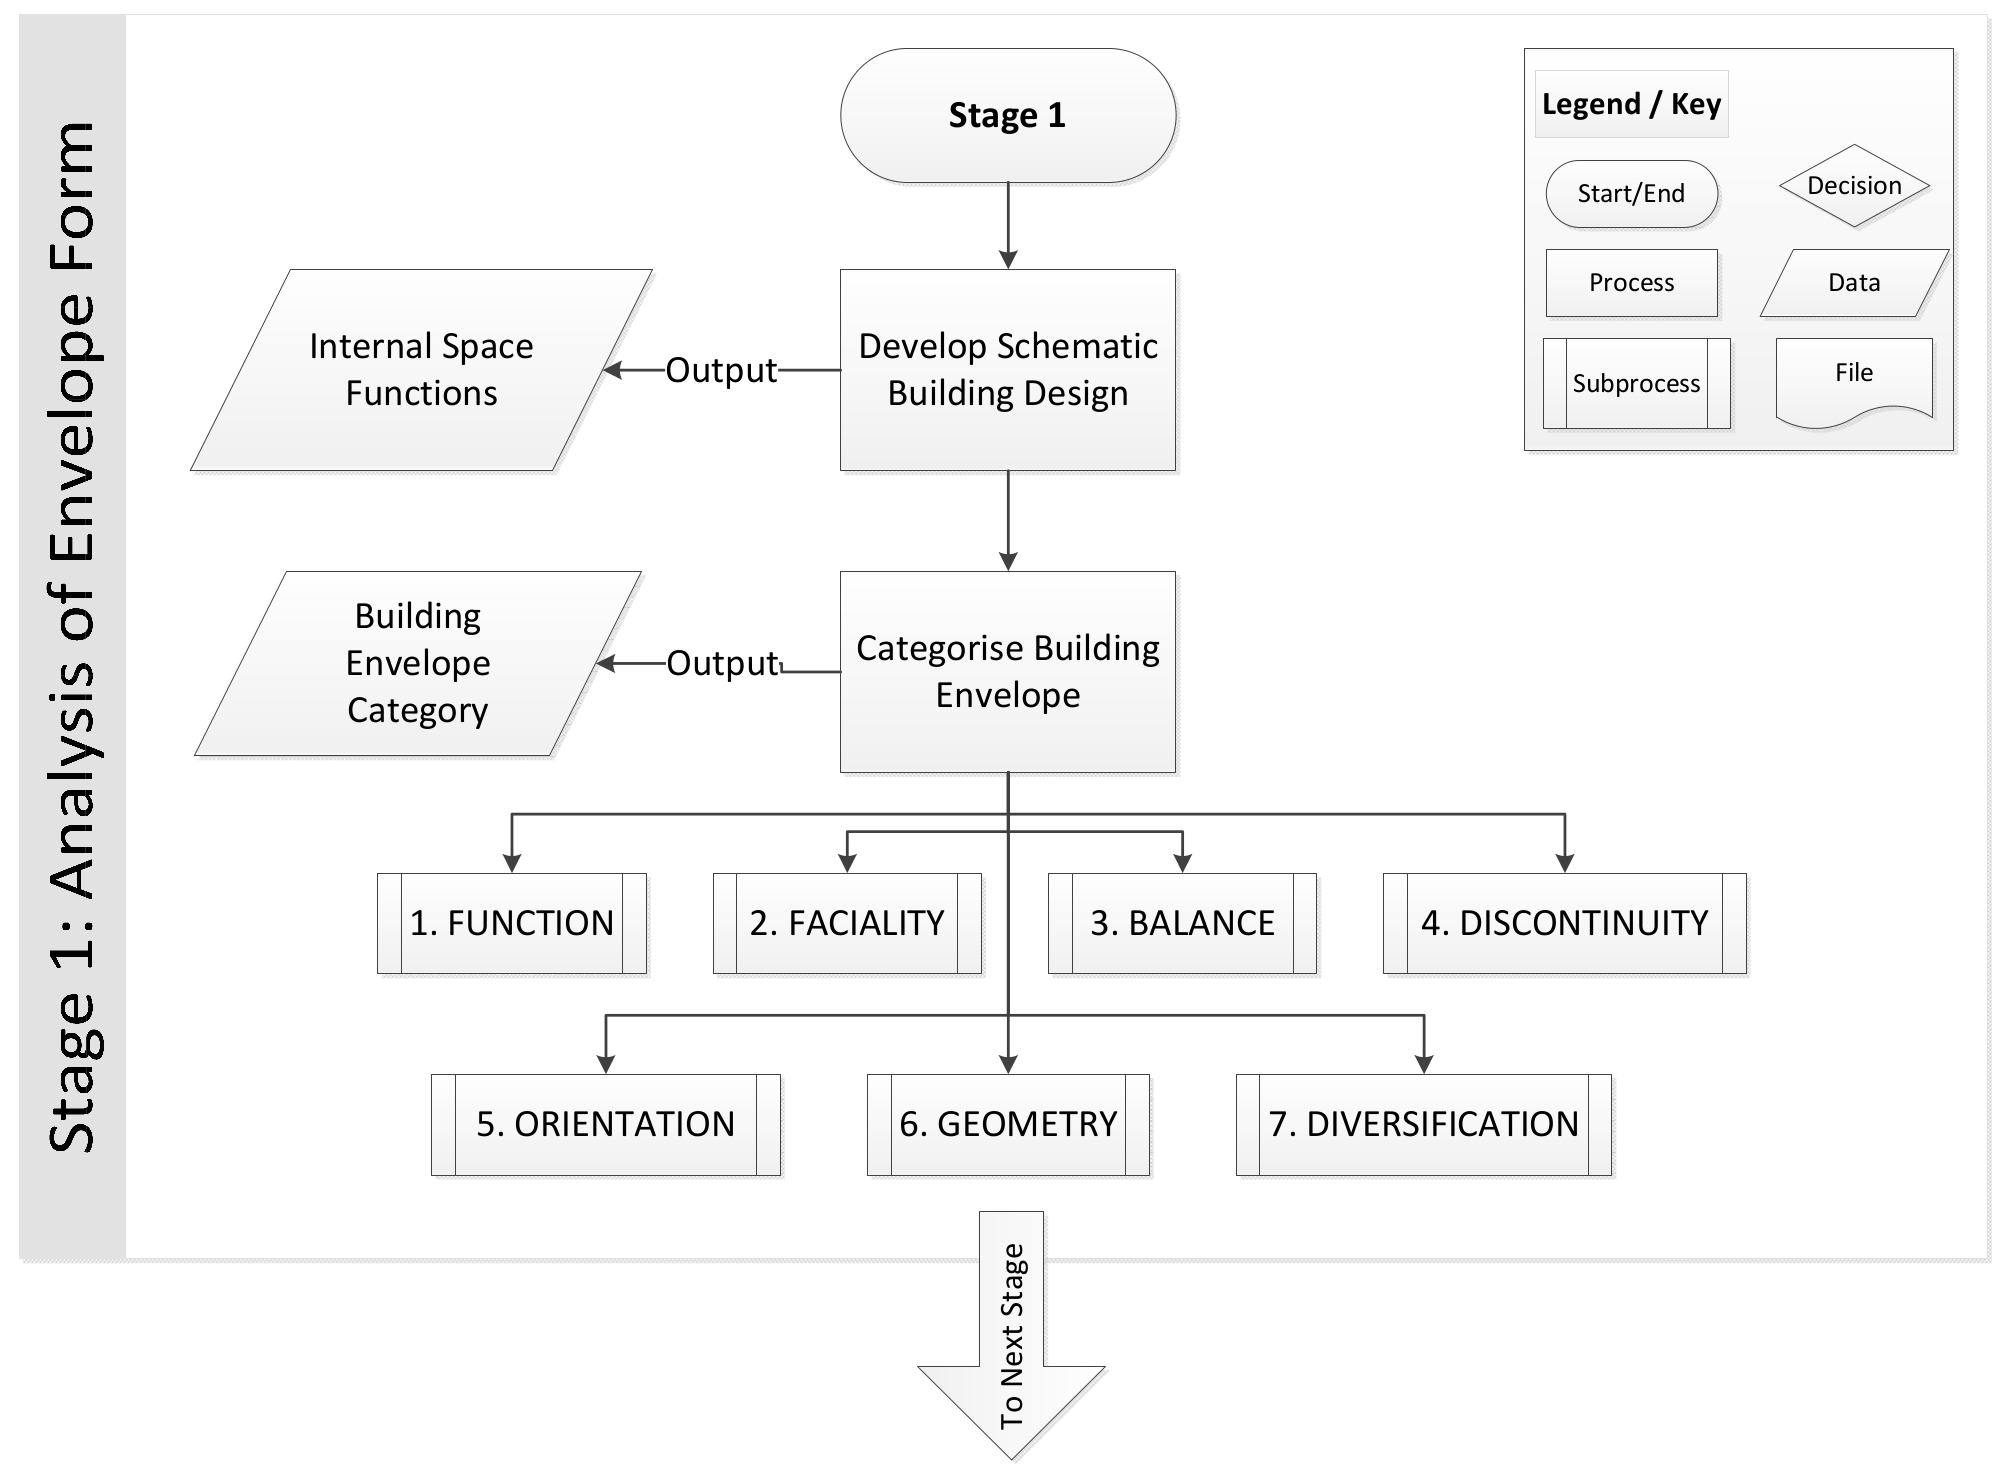 Stage 1: Analysis of Envelope Form
Stage 1
Legend / Key
Start/End
Decision
Process
Data
Subprocess
File
Internal Space
Functions
Output
Develop Schematic
Building Design
Building
Envelope
Category
Output
Categorise Building
Envelope
1. FUNCTION
2. FACIALITY
3. BALANCE
4. DISCONTINUITY
5. ORIENTATION
6. GEOMETRY
7. DIVERSIFICATION
To Next Stage